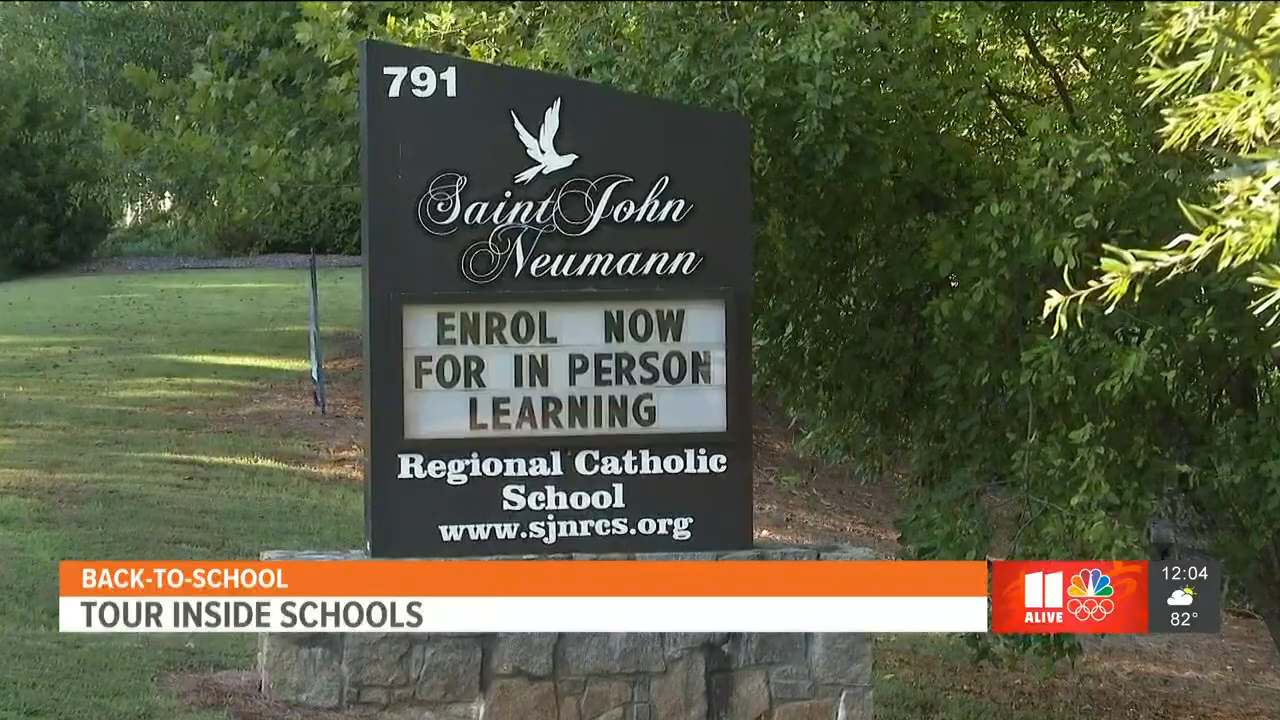 791
Saint John
Neumann
ENROL NOW
FOR IN PERSON
LEARNING
Regional Catholic
School
www.sjnrcs.org
BACK-TO-SCHOOL
TOUR INSIDE SCHOOLS
11
ALIVE
12:04
82°